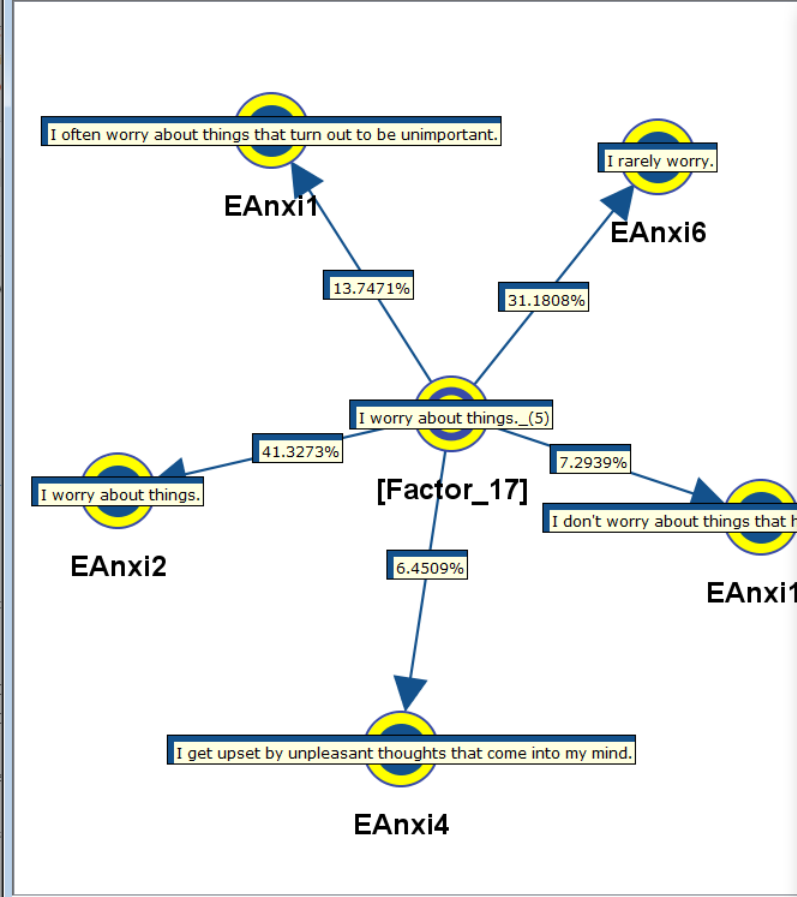 I often worry about things that turn out to be unimportant.
EAnxi1
I rarely worry.
EAnxi6
13.7471%
31.1808%
I worry about things._(5)
[Factor_17]
41.3273%
7.2939%
I worry about things.
EAnxi2
I don't worry about things that h
EAnxi1
6.4509%
I get upset by unpleasant thoughts that come into my mind.
EAnxi4